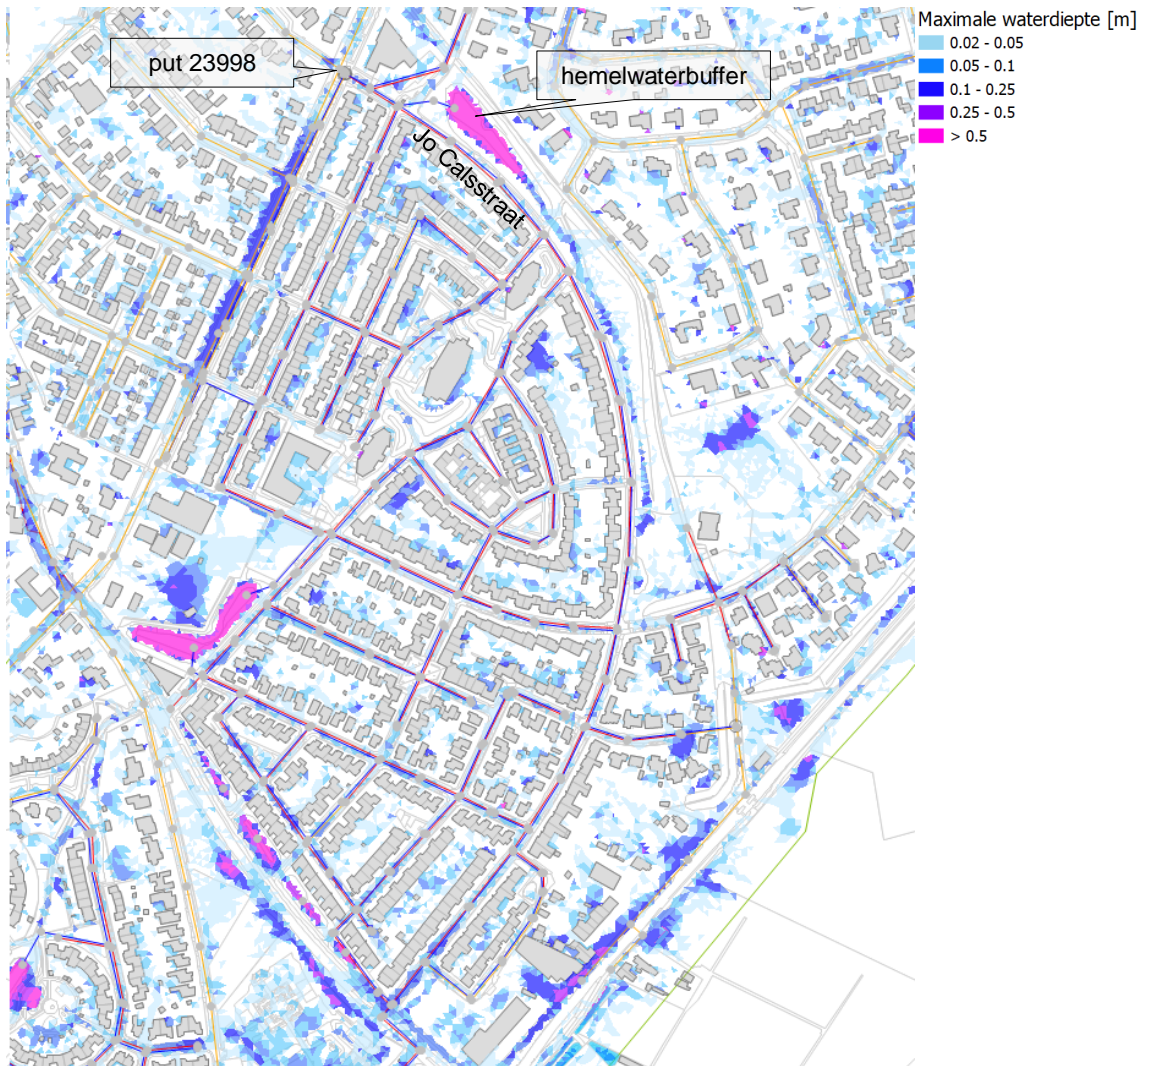 put 23998
hemelwaterbuffer
Jo Calsstraat
Maximale waterdiepte [m]
0.02 - 0.05
0.05 - 0.1
0.1 - 0.25
0.25 - 0.5
> 0.5